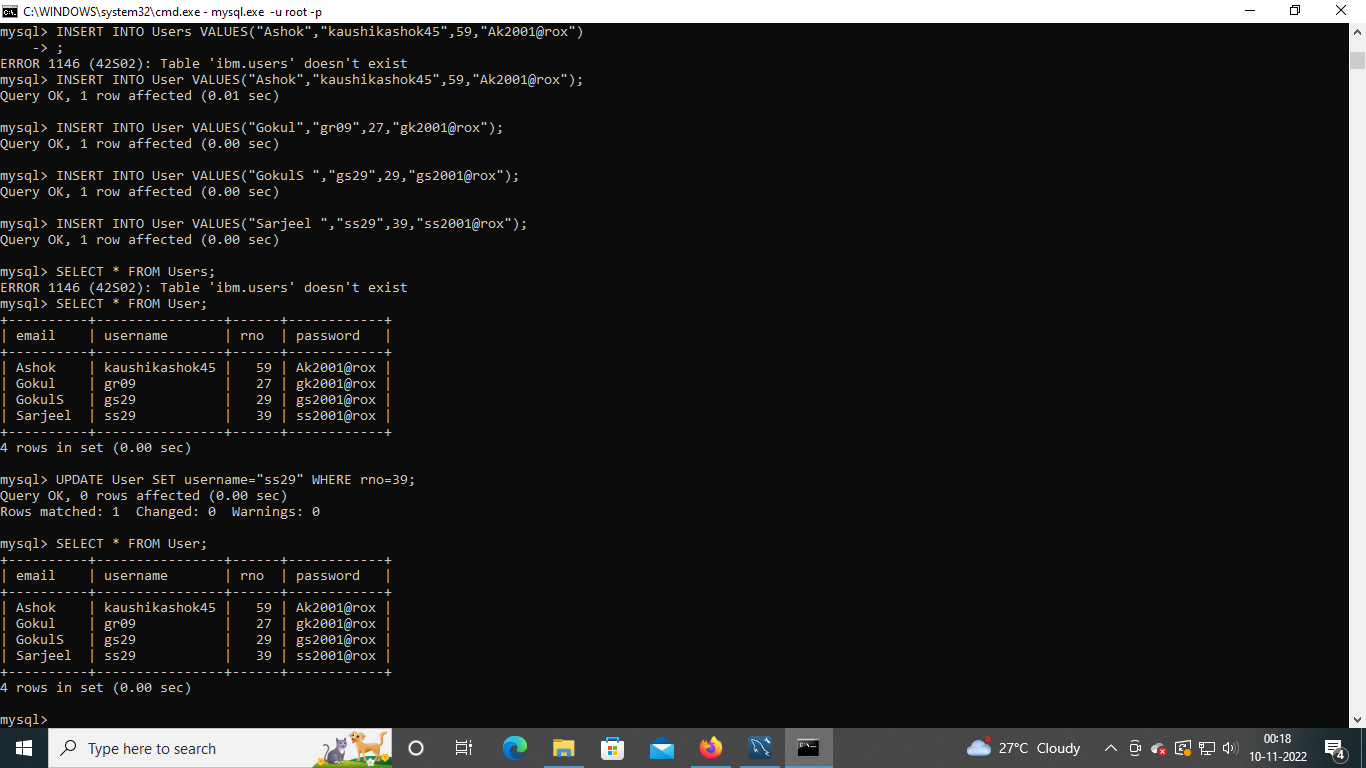 C:\WINDOWS\system32\cmd.exe - mysql.exe  -u root -p
mysql> INSERT INTO Users VALUES("Ashok","kaushikashok45",59,"Ak2001@rox")
    -> ;
ERROR 1146 (42S02): Table 'ibm.users' doesn't exist
mysql> INSERT INTO User VALUES("Ashok","kaushikashok45",59,"Ak2001@rox");
Query OK, 1 row affected (0.01 sec)

mysql> INSERT INTO User VALUES("Gokul","gr09",27,"gk2001@rox");
Query OK, 1 row affected (0.00 sec)

mysql> INSERT INTO User VALUES("GokulS ","gs29",29,"gs2001@rox");
Query OK, 1 row affected (0.00 sec)

mysql> INSERT INTO User VALUES("Sarjeel ","ss29",39,"ss2001@rox");
Query OK, 1 row affected (0.00 sec)

mysql> SELECT * FROM Users;
ERROR 1146 (42S02): Table 'ibm.users' doesn't exist
mysql> SELECT * FROM User;
+----------+----------------+------+------------+
| email    | username       | rno  | password   |
+----------+----------------+------+------------+
| Ashok    | kaushikashok45 |   59 | Ak2001@rox |
| Gokul    | gr09           |   27 | gk2001@rox |
| GokulS   | gs29           |   29 | gs2001@rox |
| Sarjeel  | ss29           |   39 | ss2001@rox |
+----------+----------------+------+------------+
4 rows in set (0.00 sec)

mysql> UPDATE User SET username="ss29" WHERE rno=39;
Query OK, 0 rows affected (0.00 sec)
Rows matched: 1  Changed: 0  Warnings: 0

mysql> SELECT * FROM User;
+----------+----------------+------+------------+
| email    | username       | rno  | password   |
+----------+----------------+------+------------+
| Ashok    | kaushikashok45 |   59 | Ak2001@rox |
| Gokul    | gr09           |   27 | gk2001@rox |
| GokulS   | gs29           |   29 | gs2001@rox |
| Sarjeel  | ss29           |   39 | ss2001@rox |
+----------+----------------+------+------------+
4 rows in set (0.00 sec)

mysql>
Type here to search
27°C Cloudy
00:18
10-11-2022
4